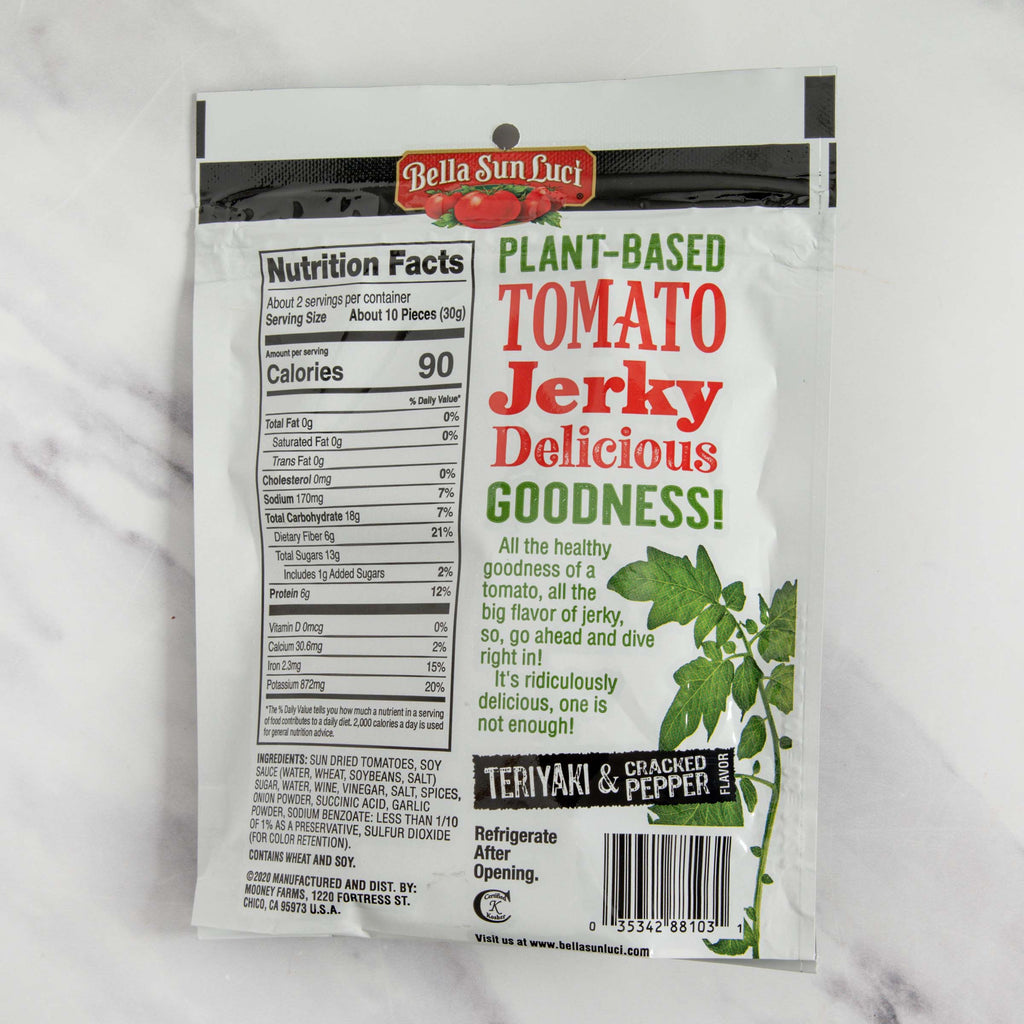 Bella Sun Luci
®
Nutrition Facts
About 2 servings per container
Serving Size About 10 Pieces (30g)
Amount per serving
Calories 90
% Daily Value*
Total Fat 0g 0%
Saturated Fat 0g 0%
Trans Fat 0g
Cholesterol 0mg 0%
Sodium 170mg 7%
Total Carbohydrate 18g 7%
Dietary Fiber 6g 21%
Total Sugars 13g
Includes 1g Added Sugars 2%
Protein 6g 12%
Vitamin D 0mcg 0%
Calcium 30.6mg 2%
Iron 2.3mg 15%
Potassium 872mg 20%
*The % Daily Value tells you how much a nutrient in a serving
of food contributes to a daily diet. 2,000 calories a day is used
for general nutrition advice.
INGREDIENTS: SUN DRIED TOMATOES, SOY
SAUCE (WATER, WHEAT, SOYBEANS, SALT)
SUGAR, WATER, WINE, VINEGAR, SALT, SPICES,
ONION POWDER, SUCCINIC ACID, GARLIC
POWDER, SODIUM BENZOATE: LESS THAN 1/10
OF 1% AS A PRESERVATIVE, SULFUR DIOXIDE
(FOR COLOR RETENTION).
CONTAINS WHEAT AND SOY.
©2020 MANUFACTURED AND DIST. BY:
MOONEY FARMS, 1220 FORTRESS ST.
CHICO, CA 95973 U.S.A.
PLANT-BASED
TOMATO
Jerky
Delicious
GOODNESS!
All the healthy
goodness of a
tomato, all the
big flavor of jerky,
so, go ahead and dive
right in!
It's ridiculously
delicious, one is
not enough!
TERIYAKI & CRACKED
PEPPER
FLAVOR
Refrigerate
After
Opening.
Certified
K
Kosher
0 35342 88103 1
Visit us at www.bellasunluci.com